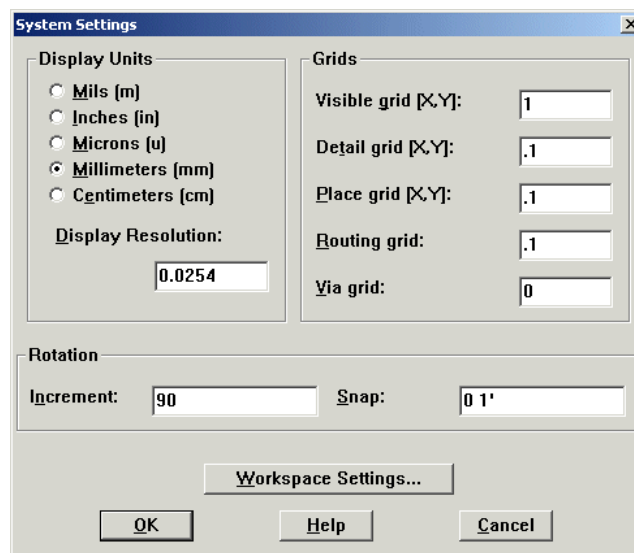 System Settings
Display Units
Mils (m)
Inches (in)
Microns (u)
Millimeters (mm)
Centimeters (cm)
Display Resolution:
0.0254
Grids
Visible grid [X,Y]:
1
Detail grid [X,Y]:
.1
Place grid [X,Y]:
.1
Routing grid:
.1
Via grid:
0
Rotation
Increment:
90
Snap:
0 1'
Workspace Settings...
OK
Help
Cancel